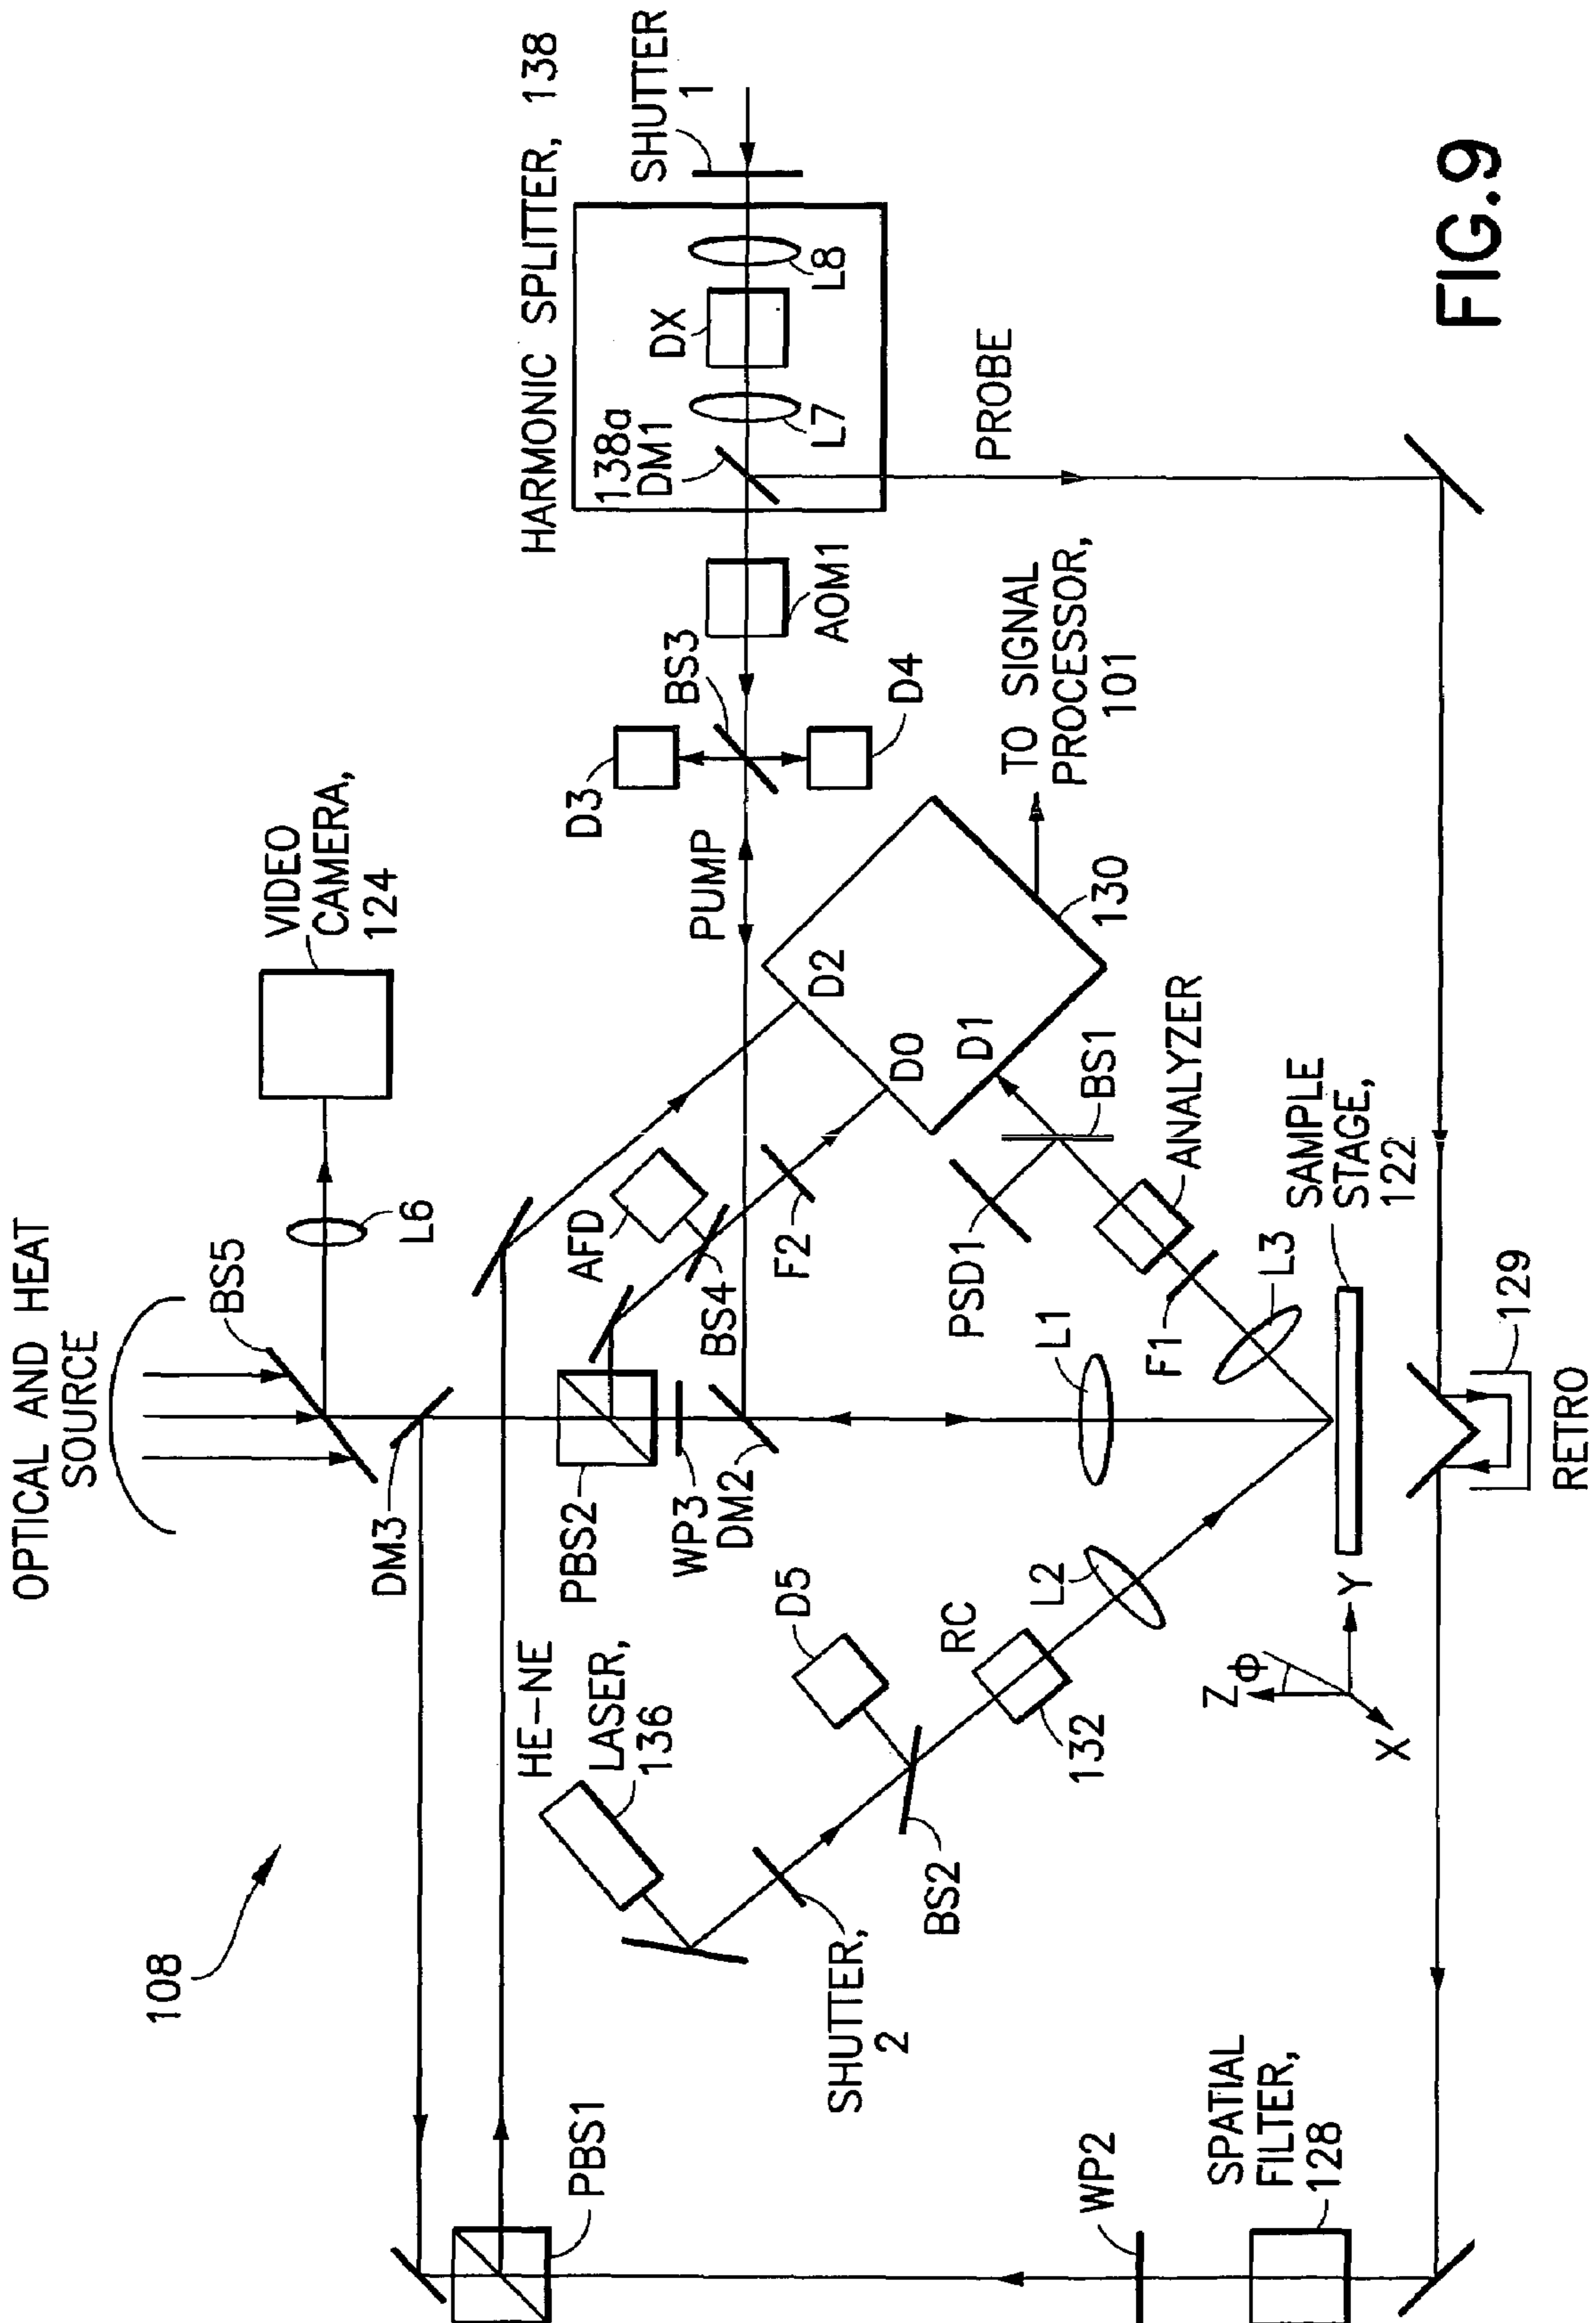 OPTICAL AND HEAT
SOURCE
BS5
VIDEO
CAMERA,
124
L6
DM3
108
HE-NE
LASER,
136
PBS1
PBS2
WP3
DM2
AFD
BS4
F2
D2
D0
D1
PUMP
D3
BS3
D4
AOM1
HARMONIC SPLITTER, 138
138a
DM1
L7
DX
L8
SHUTTER
1
PROBE
TO SIGNAL
PROCESSOR,
101
130
BS1
ANALYZER
PSD1
F1
L3
L1
L2
SAMPLE
STAGE,
122
D5
RC
132
BS2
SHUTTER,
2
Z
Φ
Y
X
129
RETRO
WP2
SPATIAL
FILTER,
128
FIG.9